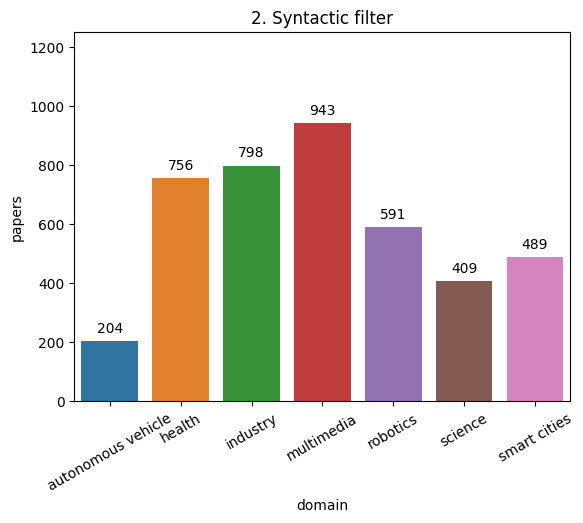 2. Syntactic filter
papers
1200
1000
800
600
400
200
0
204
756
798
943
591
409
489
autonomous vehicle
health
industry
multimedia
robotics
science
smart cities
domain